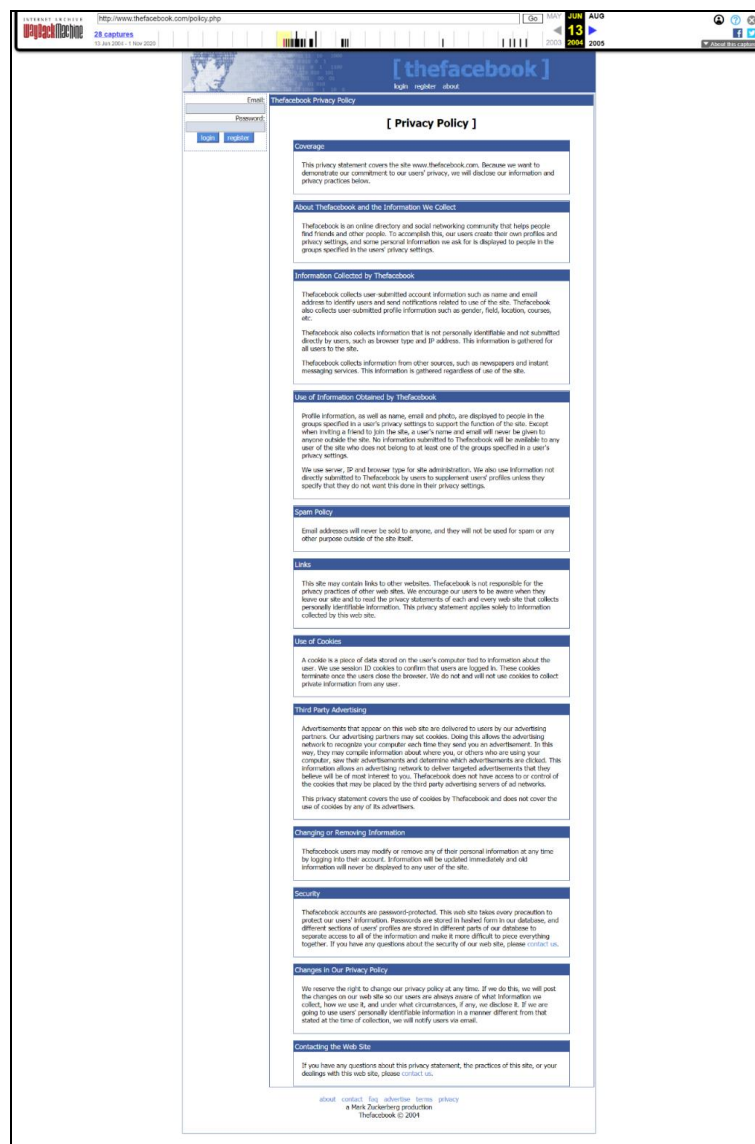 INTERNET ARCHIVE
WayBackMachine
http://www.thefacebook.com/policy.php
Go
MAY JUN AUG
28 captures
13
13 Jun 2004 - 1 Nov 2020
2003 2004 2005
About this capture
[ thefacebook ]
login register about
Email:
Password:
login register
Thefacebook Privacy Policy
[ Privacy Policy ]
Coverage
This privacy statement covers the site www.thefacebook.com. Because we want to
demonstrate our commitment to our users' privacy, we will disclose our information and
privacy practices below.
About Thefacebook and the Information We Collect
Thefacebook is an online directory and social networking community that helps people
find friends and other people. To accomplish this, our users create their own profiles and
privacy settings, and some personal information we ask for is displayed to people in the
groups specified in the users' privacy settings.
Information Collected by Thefacebook
Thefacebook collects user-submitted account information such as name and email
address to identify users and send notifications related to use of the site. Thefacebook
also collects user-submitted profile information such as gender, field, location, courses,
etc.
Thefacebook also collects information that is not personally identifiable and not submitted
directly by users, such as browser type and IP address. This information is gathered for
all users to the site.
Thefacebook collects information from other sources, such as newspapers and instant
messaging services. This information is gathered regardless of use of the site.
Use of Information Obtained by Thefacebook
Profile information, as well as name, email and photo, are displayed to people in the
groups specified in a user's privacy settings to support the function of the site. Except
when inviting a friend to join the site, a user's name and email will never be given to
anyone outside the site. No information submitted to Thefacebook will be available to any
user of the site who does not belong to at least one of the groups specified in a user's
privacy settings.
We use server, IP and browser type for site administration. We also use information not
directly submitted to Thefacebook by users to supplement users' profiles unless they
specify that they do not want this done in their privacy settings.
Spam Policy
Email addresses will never be sold to anyone, and they will not be used for spam or any
other purpose outside of the site itself.
Links
This site may contain links to other websites. Thefacebook is not responsible for the
privacy practices of other web sites. We encourage our users to be aware when they
leave our site and to read the privacy statements of each and every web site that collects
personally identifiable information. This privacy statement applies solely to information
collected by this web site.
Use of Cookies
A cookie is a piece of data stored on the user's computer tied to information about the
user. We use session ID cookies to confirm that users are logged in. These cookies
terminate once the users close the browser. We do not and will not use cookies to collect
private information from any user.
Third Party Advertising
Advertisements that appear on this web site are delivered to users by our advertising
partners. Our advertising partners may set cookies. Doing this allows the advertising
network to recognize your computer each time they send you an advertisement. In this
way, they may compile information about where you, or others who are using your
computer, saw their advertisements and determine which advertisements are clicked. This
information allows an advertising network to deliver targeted advertisements that they
believe will be of most interest to you. Thefacebook does not have access to or control of
the cookies that may be placed by the third party advertising servers of ad networks.
This privacy statement covers the use of cookies by Thefacebook and does not cover the
use of cookies by any of its advertisers.
Changing or Removing Information
Thefacebook users may modify or remove any of their personal information at any time
by logging into their account. Information will be updated immediately and old
information will never be displayed to any user of the site.
Security
Thefacebook accounts are password-protected. This web site takes every precaution to
protect our users' information. Passwords are stored in hashed form in our database, and
different sections of users' profiles are stored in different parts of our database to
separate access to all of the information and make it more difficult to piece everything
together. If you have any questions about the security of our web site, please contact us.
Changes in Our Privacy Policy
We reserve the right to change our privacy policy at any time. If we do this, we will post
the changes on our web site so our users are always aware of what information we
collect, how we use it, and under what circumstances, if any, we disclose it. If we are
going to use users' personally identifiable information in a manner different from that
stated at the time of collection, we will notify users via email.
Contacting the Web Site
If you have any questions about this privacy statement, the practices of this site, or your
dealings with this web site, please contact us.
about contact faq advertise terms privacy
a Mark Zuckerberg production
Thefacebook © 2004